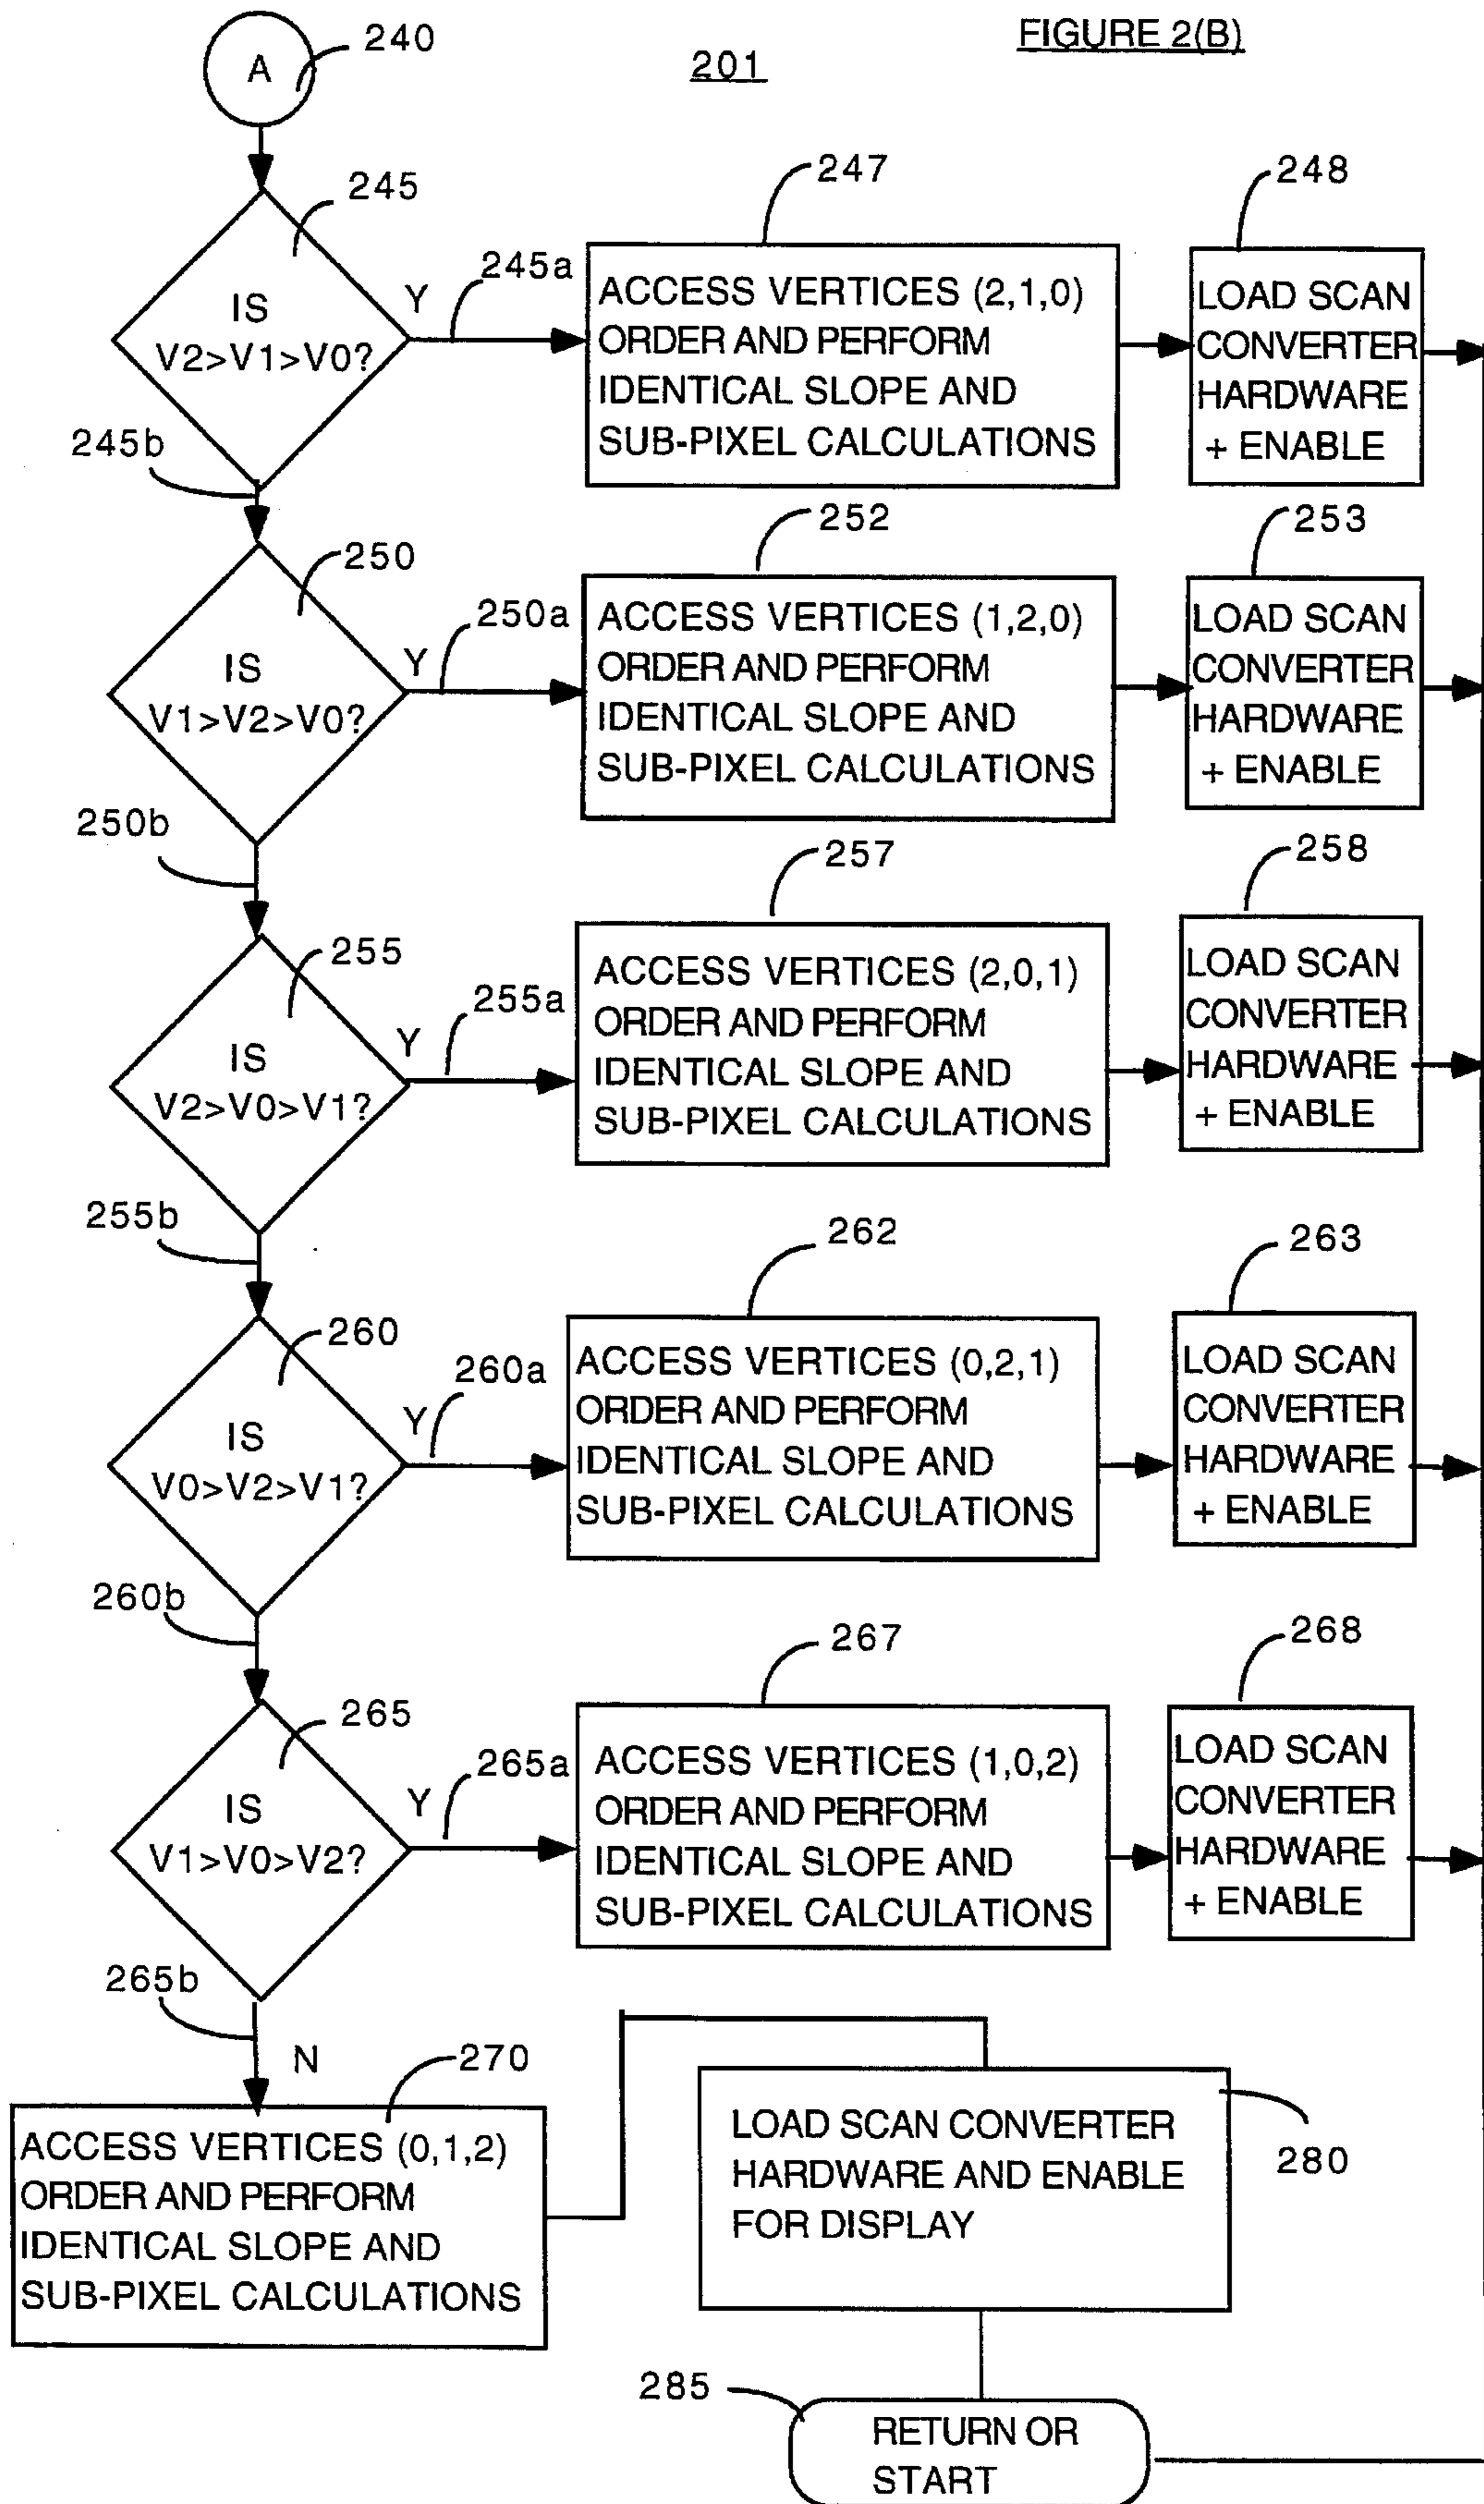 FIGURE 2(B)
201
A
240
245
IS
V2>V1>V0?
Y
245a
247
ACCESS VERTICES (2,1,0)
ORDER AND PERFORM
IDENTICAL SLOPE AND
SUB-PIXEL CALCULATIONS
248
LOAD SCAN
CONVERTER
HARDWARE
+ ENABLE
245b
250
IS
V1>V2>V0?
Y
250a
252
ACCESS VERTICES (1,2,0)
ORDER AND PERFORM
IDENTICAL SLOPE AND
SUB-PIXEL CALCULATIONS
253
LOAD SCAN
CONVERTER
HARDWARE
+ ENABLE
250b
255
IS
V2>V0>V1?
Y
255a
257
ACCESS VERTICES (2,0,1)
ORDER AND PERFORM
IDENTICAL SLOPE AND
SUB-PIXEL CALCULATIONS
258
LOAD SCAN
CONVERTER
HARDWARE
+ ENABLE
255b
260
IS
V0>V2>V1?
Y
260a
262
ACCESS VERTICES (0,2,1)
ORDER AND PERFORM
IDENTICAL SLOPE AND
SUB-PIXEL CALCULATIONS
263
LOAD SCAN
CONVERTER
HARDWARE
+ ENABLE
260b
265
IS
V1>V0>V2?
Y
265a
267
ACCESS VERTICES (1,0,2)
ORDER AND PERFORM
IDENTICAL SLOPE AND
SUB-PIXEL CALCULATIONS
268
LOAD SCAN
CONVERTER
HARDWARE
+ ENABLE
265b
N
270
ACCESS VERTICES (0,1,2)
ORDER AND PERFORM
IDENTICAL SLOPE AND
SUB-PIXEL CALCULATIONS
LOAD SCAN CONVERTER
HARDWARE AND ENABLE
FOR DISPLAY
280
285
RETURN OR
START